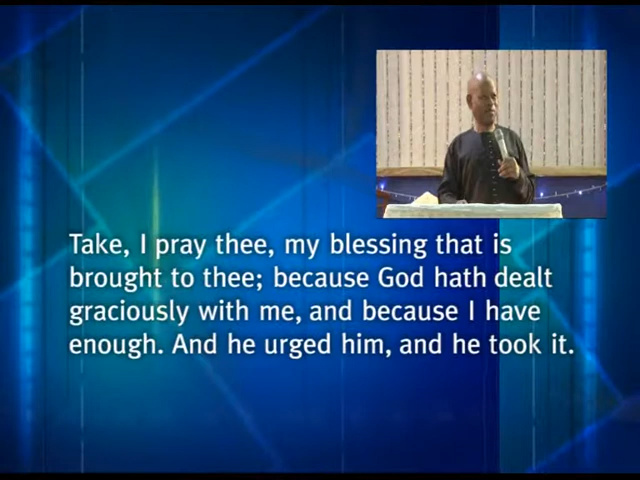 Take, I pray thee, my blessing that is
brought to thee; because God hath dealt
graciously with me, and because I have
enough. And he urged him, and he took it.